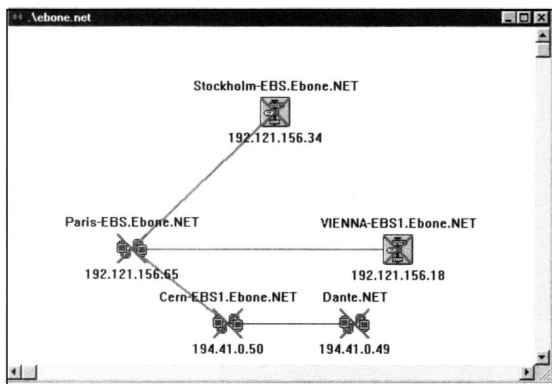 .\ebone.net
Stockholm-EBS.Ebone.NET
192.121.156.34
Paris-EBS.Ebone.NET
VIENNA-EBS1.Ebone.NET
192.121.156.65
192.121.156.18
Cern-EBS1.Ebone.NET
Dante.NET
194.41.0.50
194.41.0.49